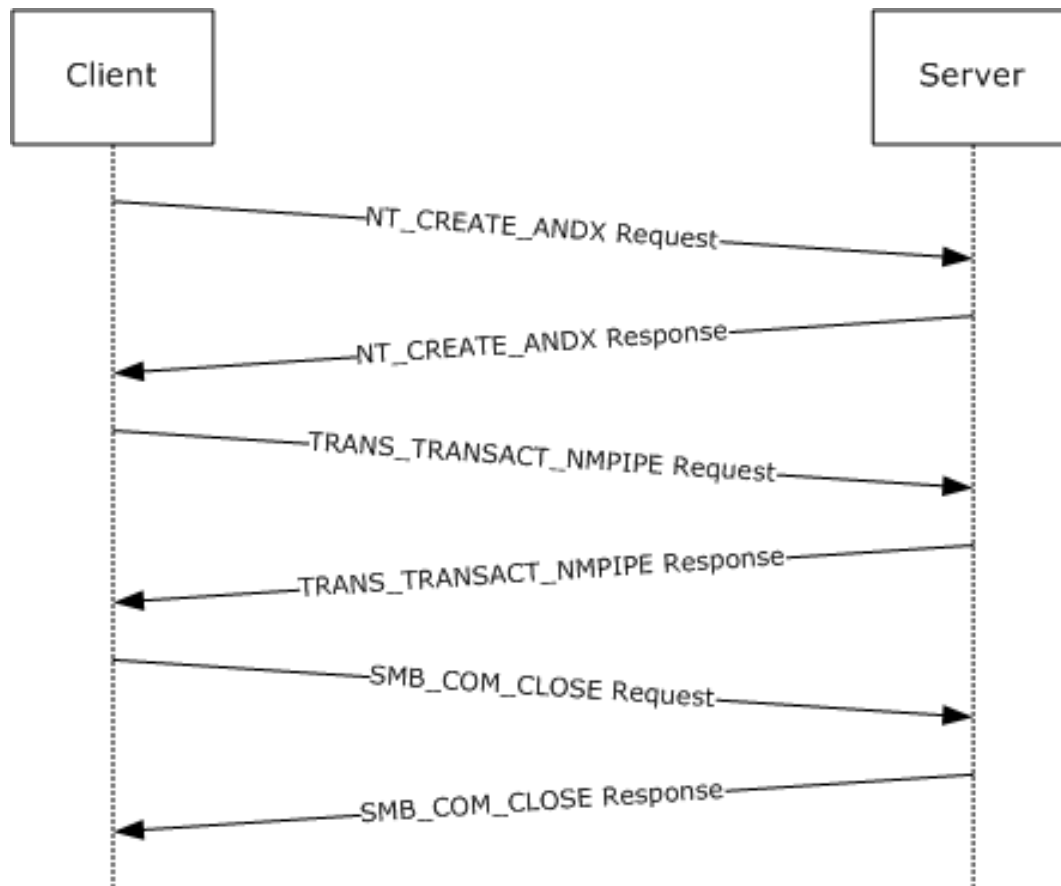 Client
Server
NT_CREATE_ANDX Request
NT_CREATE_ANDX Response
TRANS_TRANSACT_NMPIPE Request
TRANS_TRANSACT_NMPIPE Response
SMB_COM_CLOSE Request
SMB_COM_CLOSE Response